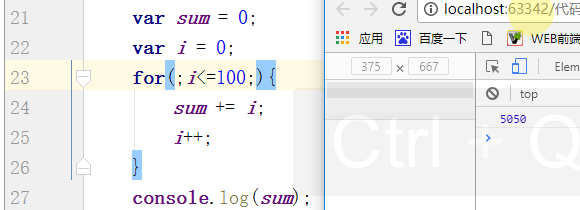 21 var sum = 0;
22 var i = 0;
23 for(;i<=100;){
24 sum += i;
25 i++;
26 }
27 console.log(sum);
localhost:63342/代码
应用 百度一下 WEB前端
375 × 667
Elem
top
5050
Ctrl + Q